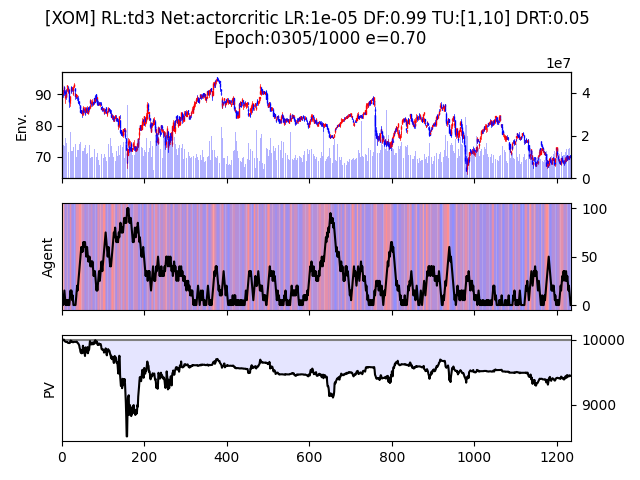 [XOM] RL:td3 Net:actorcritic LR:1e-05 DF:0.99 TU:[1,10] DRT:0.05
Epoch:0305/1000 e=0.70
1e7
Env.
90
80
70
4
2
0
Agent
100
50
0
PV
10000
9000
0 200 400 600 800 1000 1200